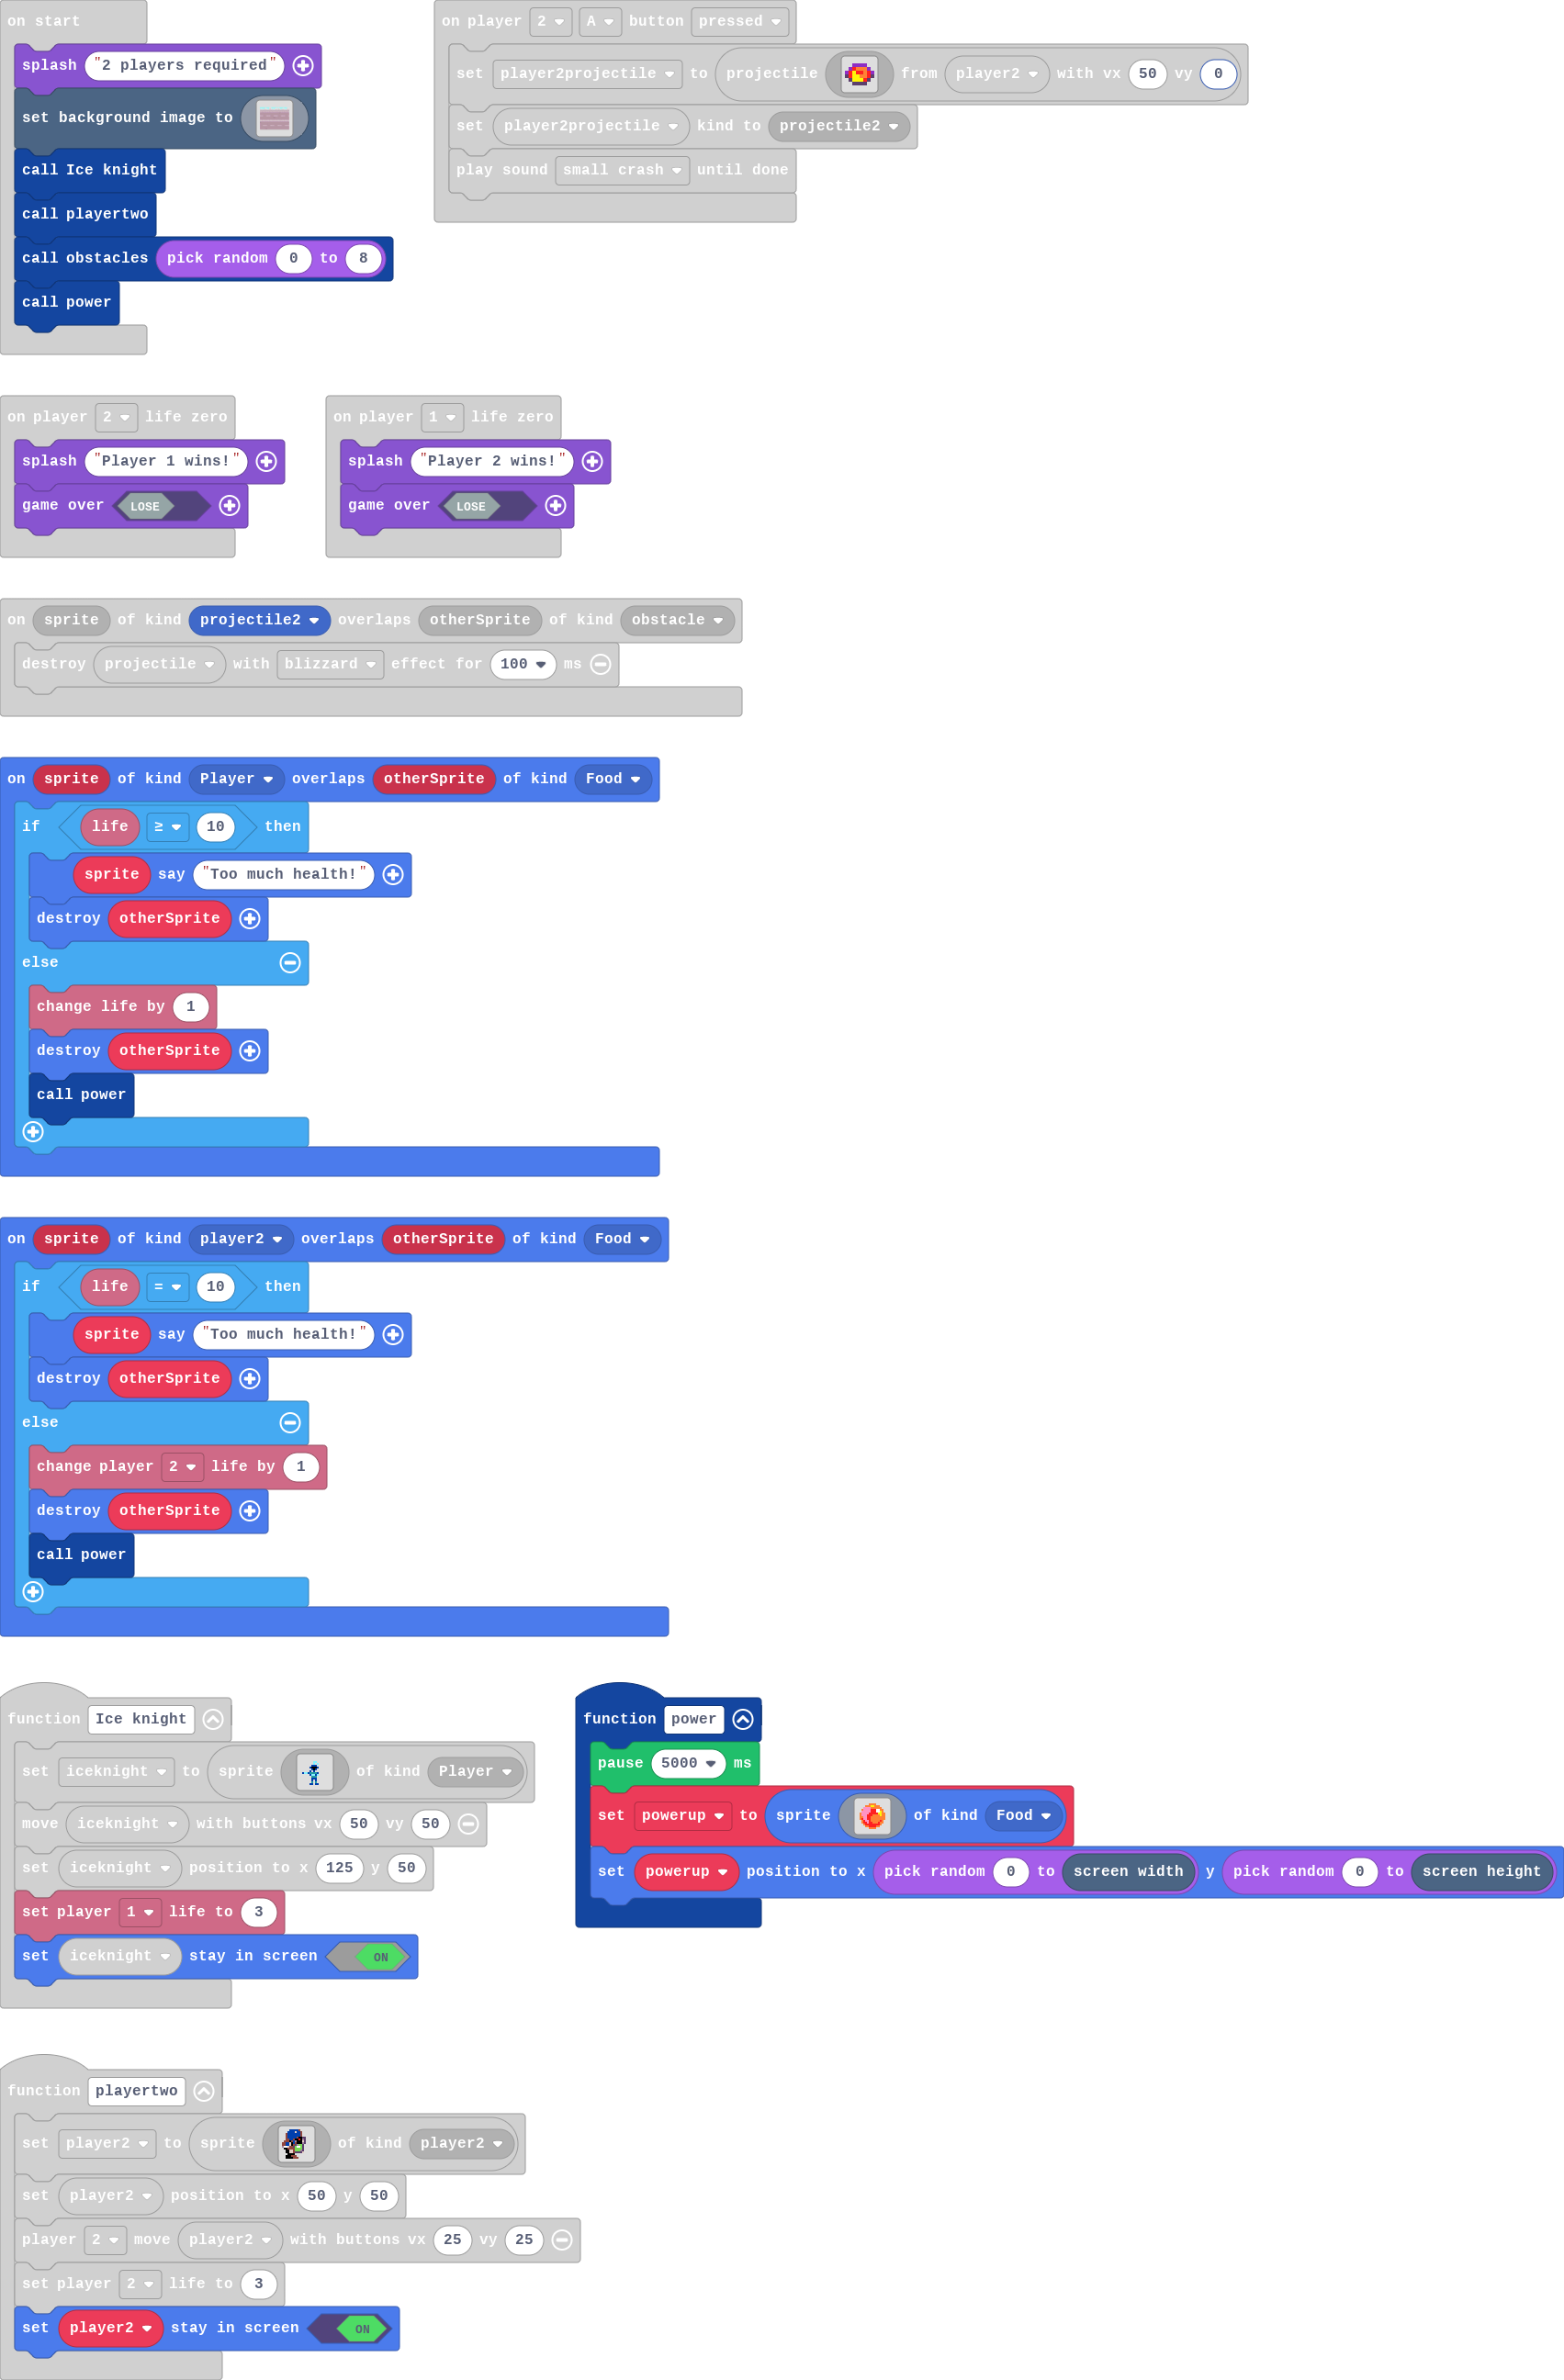 on start
splash "2 players required"
set background image to
call Ice knight
call playertwo
call obstacles pick random 0 to 8
call power
on player 2 A button pressed
set player2projectile to projectile from player2 with vx 50 vy 0
set player2projectile kind to projectile2
play sound small crash until done
on player 2 life zero
splash "Player 1 wins!"
game over LOSE
on player 1 life zero
splash "Player 2 wins!"
game over LOSE
on sprite of kind projectile2 overlaps otherSprite of kind obstacle
destroy projectile with blizzard effect for 100 ms
on sprite of kind Player overlaps otherSprite of kind Food
if life ≥ 10 then
sprite say "Too much health!"
destroy otherSprite
else
change life by 1
destroy otherSprite
call power
on sprite of kind player2 overlaps otherSprite of kind Food
if life = 10 then
sprite say "Too much health!"
destroy otherSprite
else
change player 2 life by 1
destroy otherSprite
call power
function Ice knight
set iceknight to sprite of kind Player
move iceknight with buttons vx 50 vy 50
set iceknight position to x 125 y 50
set player 1 life to 3
set iceknight stay in screen ON
function power
pause 5000 ms
set powerup to sprite of kind Food
set powerup position to x pick random 0 to screen width y pick random 0 to screen height
function playertwo
set player2 to sprite of kind player2
set player2 position to x 50 y 50
player 2 move player2 with buttons vx 25 vy 25
set player 2 life to 3
set player2 stay in screen ON